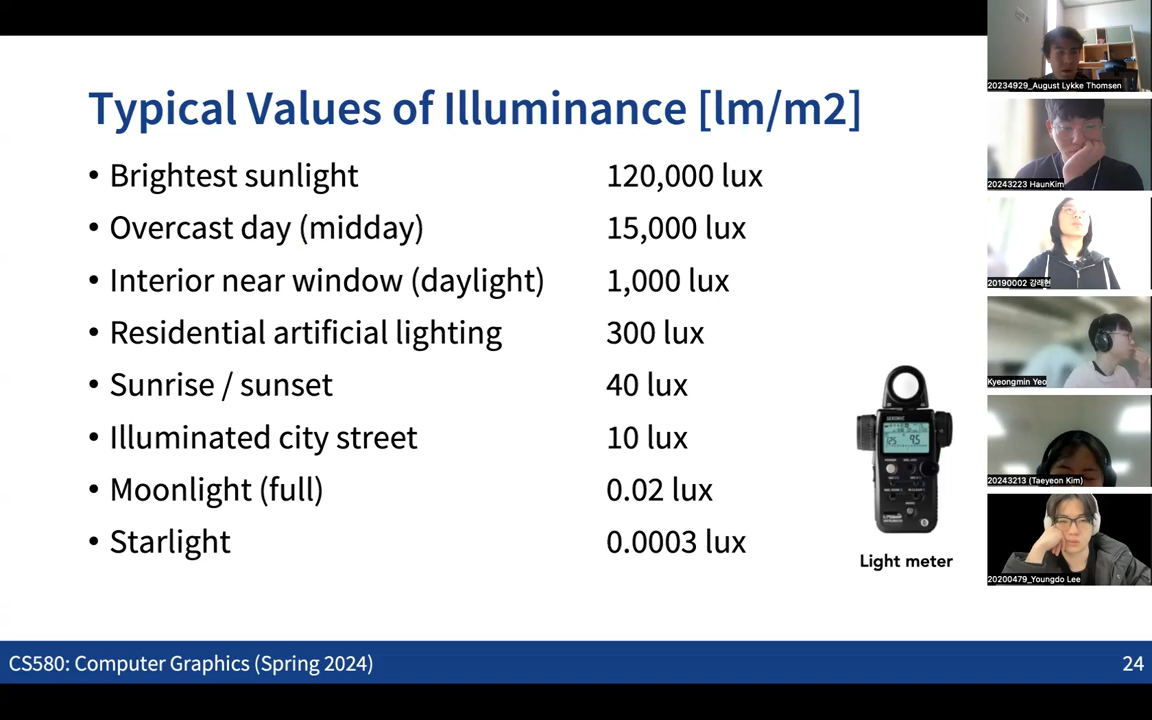 Typical Values of Illuminance [lm/m2]
• Brightest sunlight 120,000 lux
• Overcast day (midday) 15,000 lux
• Interior near window (daylight) 1,000 lux
• Residential artificial lighting 300 lux
• Sunrise / sunset 40 lux
• Illuminated city street 10 lux
• Moonlight (full) 0.02 lux
• Starlight 0.0003 lux
Light meter
CS580: Computer Graphics (Spring 2024) 24
20234929_August Lykke Thomsen
20243223 HaunKim
20190002 강래현
Kyeongmin Yeo
20243213 (Taeyeon Kim)
20200479_Youngdo Lee